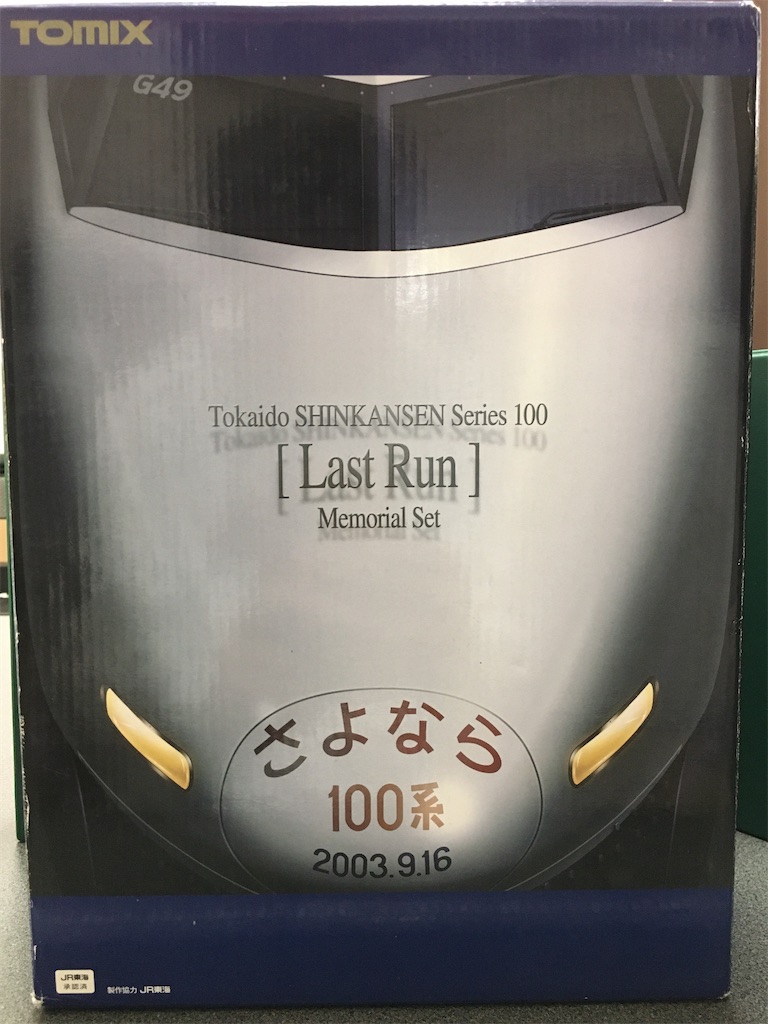 TOMIX
G49
Tokaido SHINKANSEN Series 100
[ Last Run ]
Memorial Set
さよなら
100系
2003.9.16
JR東海
承認済
製作協力 JR東海